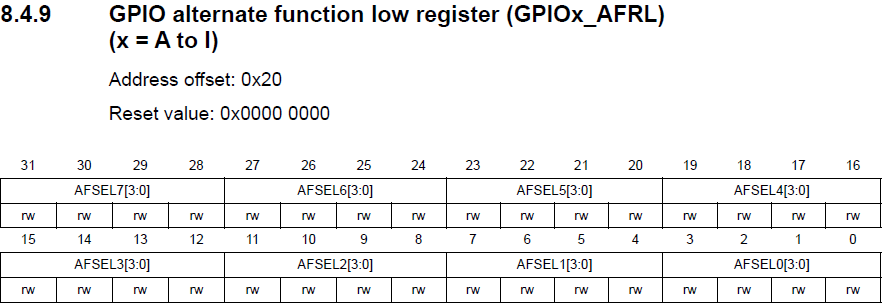 8.4.9 GPIO alternate function low register (GPIOx_AFRL)
(x = A to I)
Address offset: 0x20
Reset value: 0x0000 0000
31 30 29 28 27 26 25 24 23 22 21 20 19 18 17 16
AFSEL7[3:0] AFSEL6[3:0] AFSEL5[3:0] AFSEL4[3:0]
rw rw rw rw rw rw rw rw rw rw rw rw rw rw rw rw
15 14 13 12 11 10 9 8 7 6 5 4 3 2 1 0
AFSEL3[3:0] AFSEL2[3:0] AFSEL1[3:0] AFSEL0[3:0]
rw rw rw rw rw rw rw rw rw rw rw rw rw rw rw rw